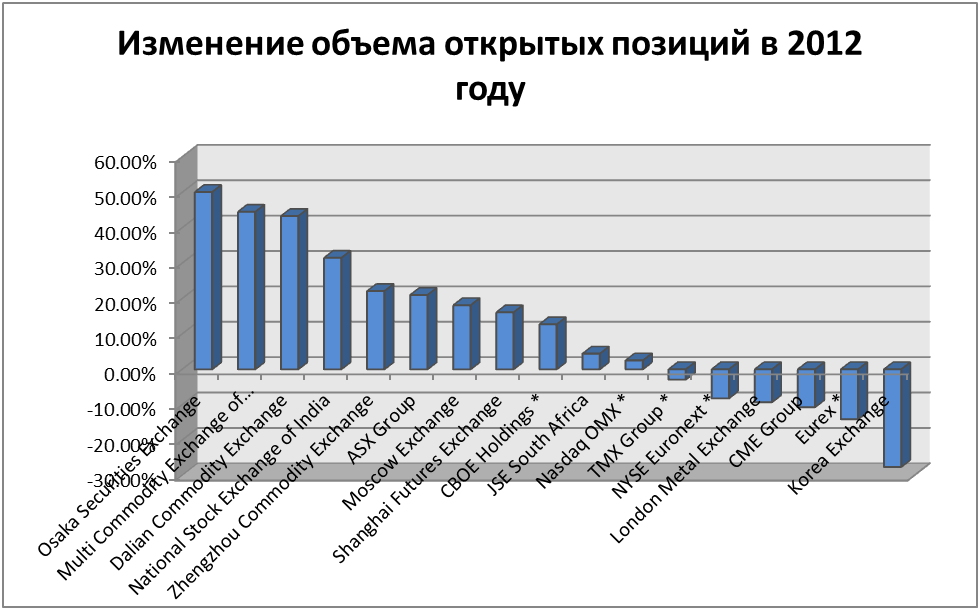 Изменение объема открытых позиций в 2012
году
60.00%
50.00%
40.00%
30.00%
20.00%
10.00%
0.00%
-10.00%
-20.00%
-30.00%
Osaka Securities Exchange
Multi Commodity Exchange of…
Dalian Commodity Exchange
National Stock Exchange of India
Zhengzhou Commodity Exchange
ASX Group
Moscow Exchange
Shanghai Futures Exchange
CBOE Holdings *
JSE South Africa
Nasdaq OMX *
TMX Group *
NYSE Euronext *
London Metal Exchange
CME Group
Eurex *
Korea Exchange